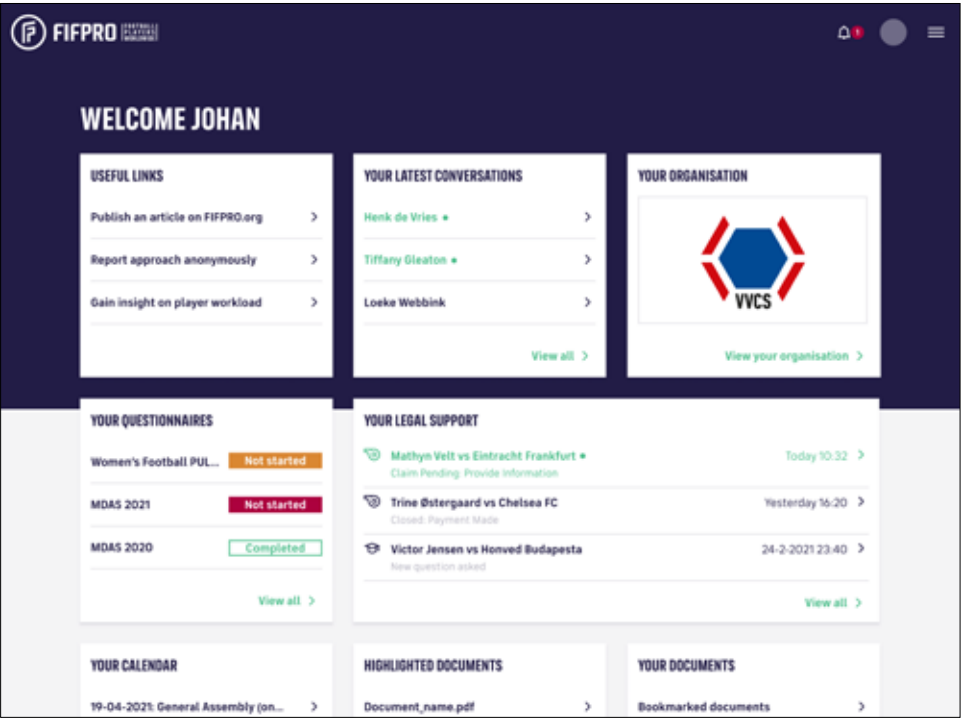 FIFPRO FOOTBALL
PLAYERS
WORLDWIDE
1
WELCOME JOHAN
USEFUL LINKS
Publish an article on FIFPRO.org
Report approach anonymously
Gain insight on player workload
YOUR LATEST CONVERSATIONS
Henk de Vries
Tiffany Gleaton
Loeke Webbink
View all
YOUR ORGANISATION
VVCS
View your organisation
YOUR QUESTIONNAIRES
Women's Football PUL... Not started
MDAS 2021 Not started
MDAS 2020 Completed
View all
YOUR LEGAL SUPPORT
Mathyn Velt vs Eintracht Frankfurt Today 10:32
Claim Pending: Provide Information
Trine Østergaard vs Chelsea FC Yesterday 16:20
Closed: Payment Made
Victor Jensen vs Honved Budapesta 24-2-2021 23:40
New question asked
View all
YOUR CALENDAR
19-04-2021: General Assembly (on...
HIGHLIGHTED DOCUMENTS
Document_name.pdf
YOUR DOCUMENTS
Bookmarked documents